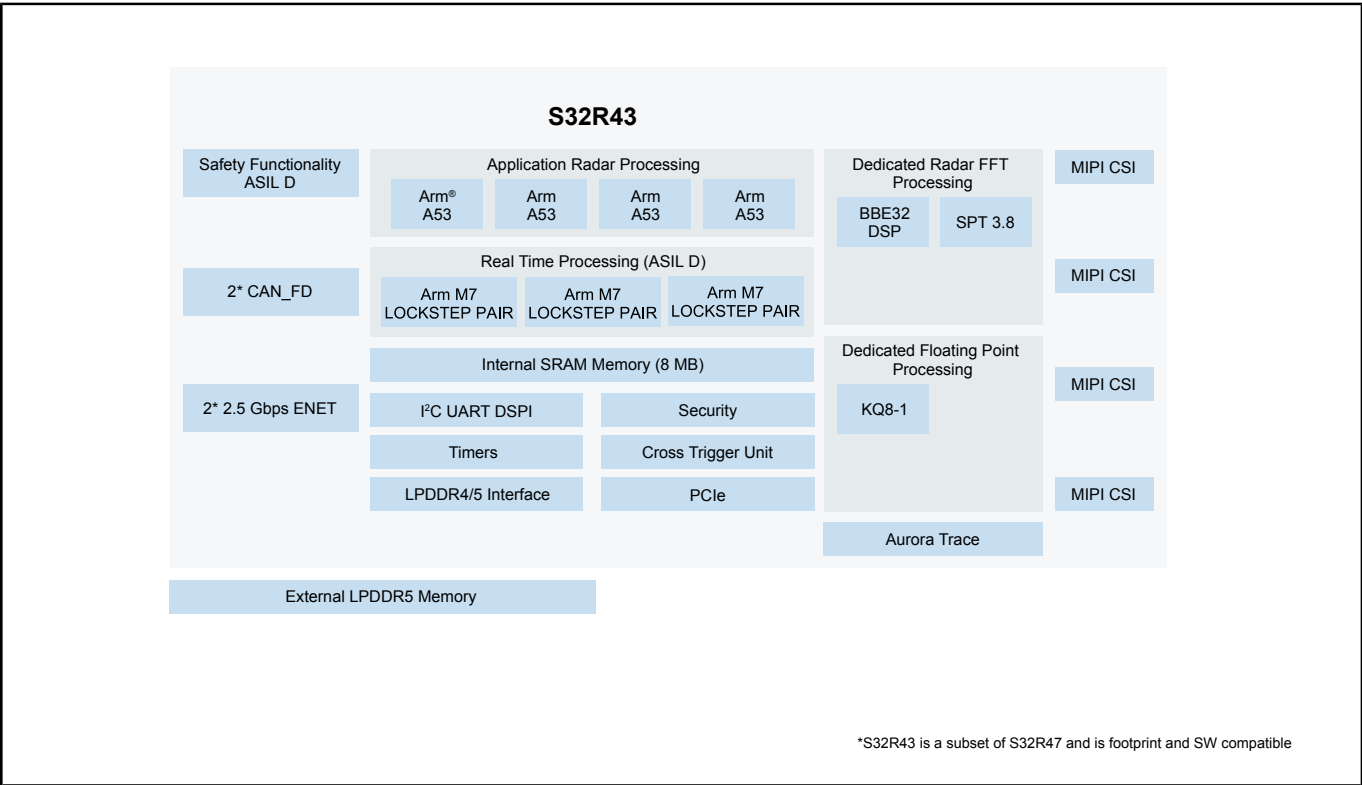 S32R43
Safety Functionality
ASIL D
2* CAN_FD
2* 2.5 Gbps ENET
Application Radar Processing
Arm®
A53
Arm
A53
Arm
A53
Arm
A53
Real Time Processing (ASIL D)
Arm M7
LOCKSTEP PAIR
Arm M7
LOCKSTEP PAIR
Arm M7
LOCKSTEP PAIR
Internal SRAM Memory (8 MB)
I²C UART DSPI
Security
Timers
Cross Trigger Unit
LPDDR4/5 Interface
PCIe
Dedicated Radar FFT
Processing
BBE32
DSP
SPT 3.8
Dedicated Floating Point
Processing
KQ8-1
Aurora Trace
MIPI CSI
MIPI CSI
MIPI CSI
MIPI CSI
External LPDDR5 Memory
*S32R43 is a subset of S32R47 and is footprint and SW compatible